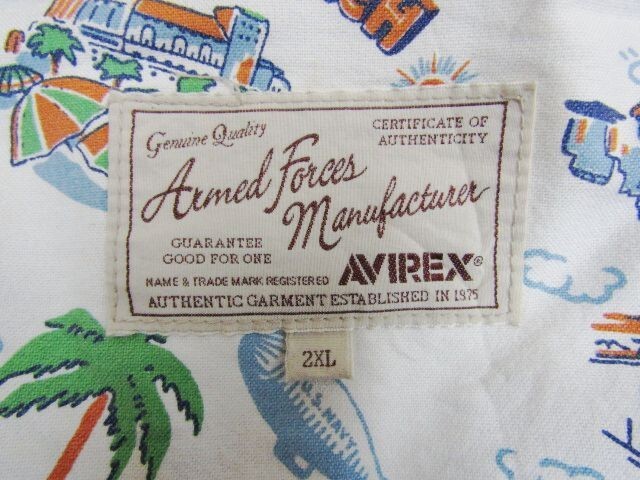 Genuine Quality
CERTIFICATE OF
AUTHENTICITY
Armed Forces
Manufacturer
GUARANTEE
GOOD FOR ONE
NAME & TRADE MARK REGISTERED
AVIREX®
AUTHENTIC GARMENT ESTABLISHED IN 1975
2XL
U.S. NAVY